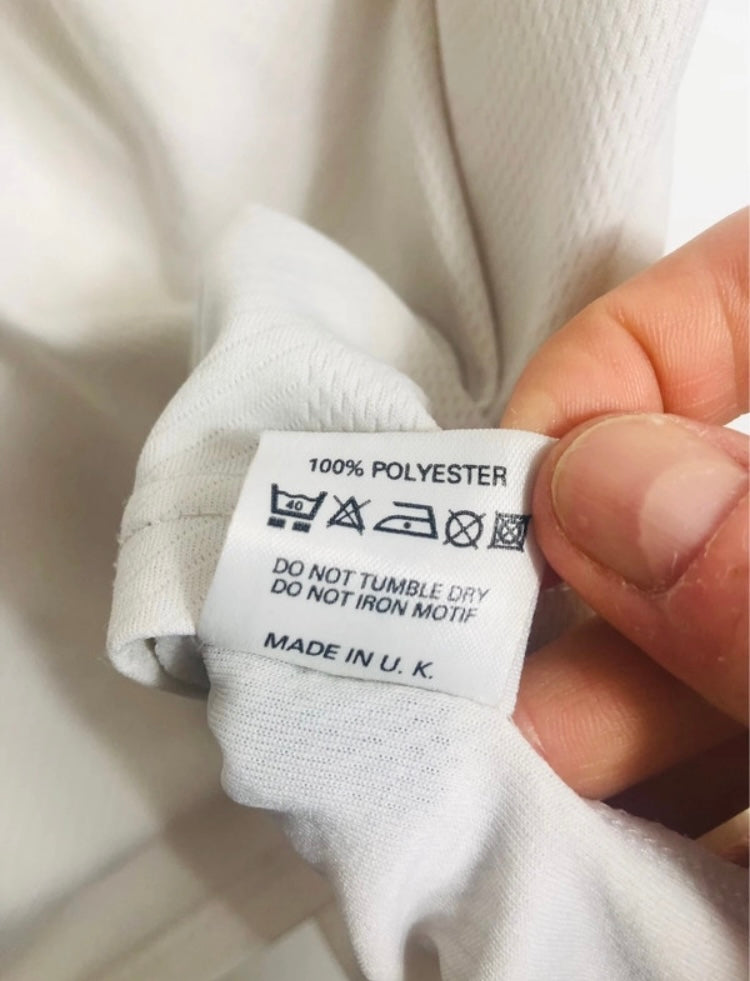 100% POLYESTER
40
DO NOT TUMBLE DRY
DO NOT IRON MOTIF
MADE IN U. K.